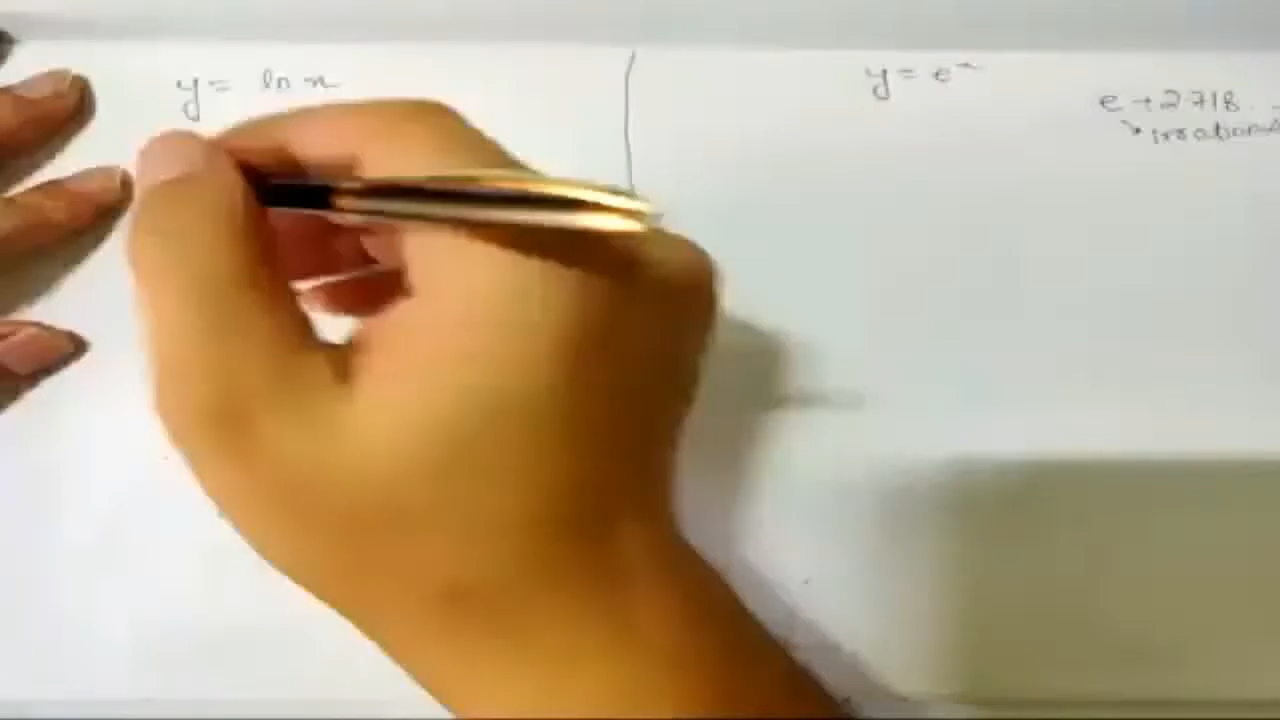 y = ln x
y = e^x
e → 2.718...
↘ irrational